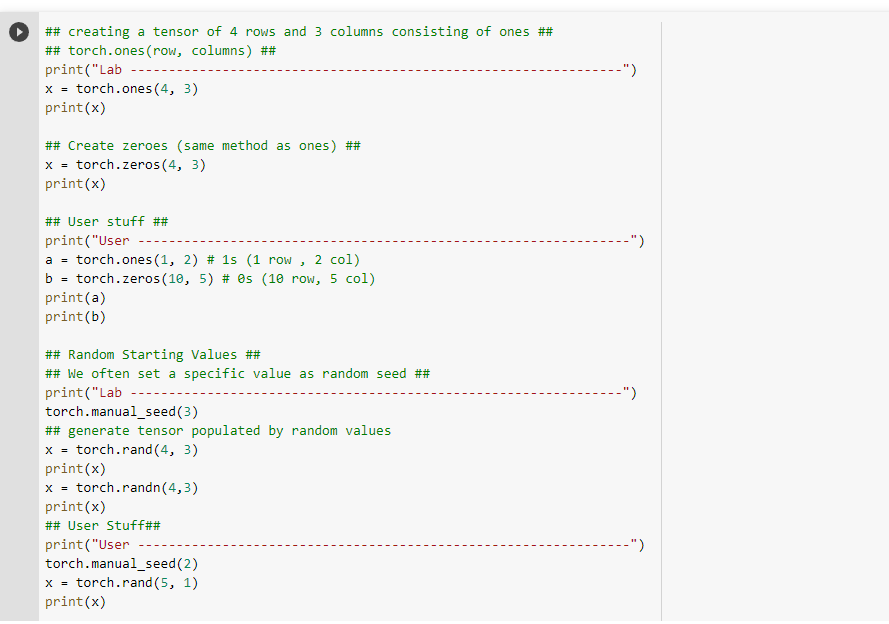 ## creating a tensor of 4 rows and 3 columns consisting of ones ##
## torch.ones(row, columns) ##
print("Lab ----------------------------------------------------------------")
x = torch.ones(4, 3)
print(x)
## Create zeroes (same method as ones) ##
x = torch.zeros(4, 3)
print(x)
## User stuff ##
print("User ----------------------------------------------------------------")
a = torch.ones(1, 2) # 1s (1 row , 2 col)
b = torch.zeros(10, 5) # 0s (10 row, 5 col)
print(a)
print(b)
## Random Starting Values ##
## We often set a specific value as random seed ##
print("Lab ----------------------------------------------------------------")
torch.manual_seed(3)
## generate tensor populated by random values
x = torch.rand(4, 3)
print(x)
x = torch.randn(4,3)
print(x)
## User Stuff##
print("User ----------------------------------------------------------------")
torch.manual_seed(2)
x = torch.rand(5, 1)
print(x)